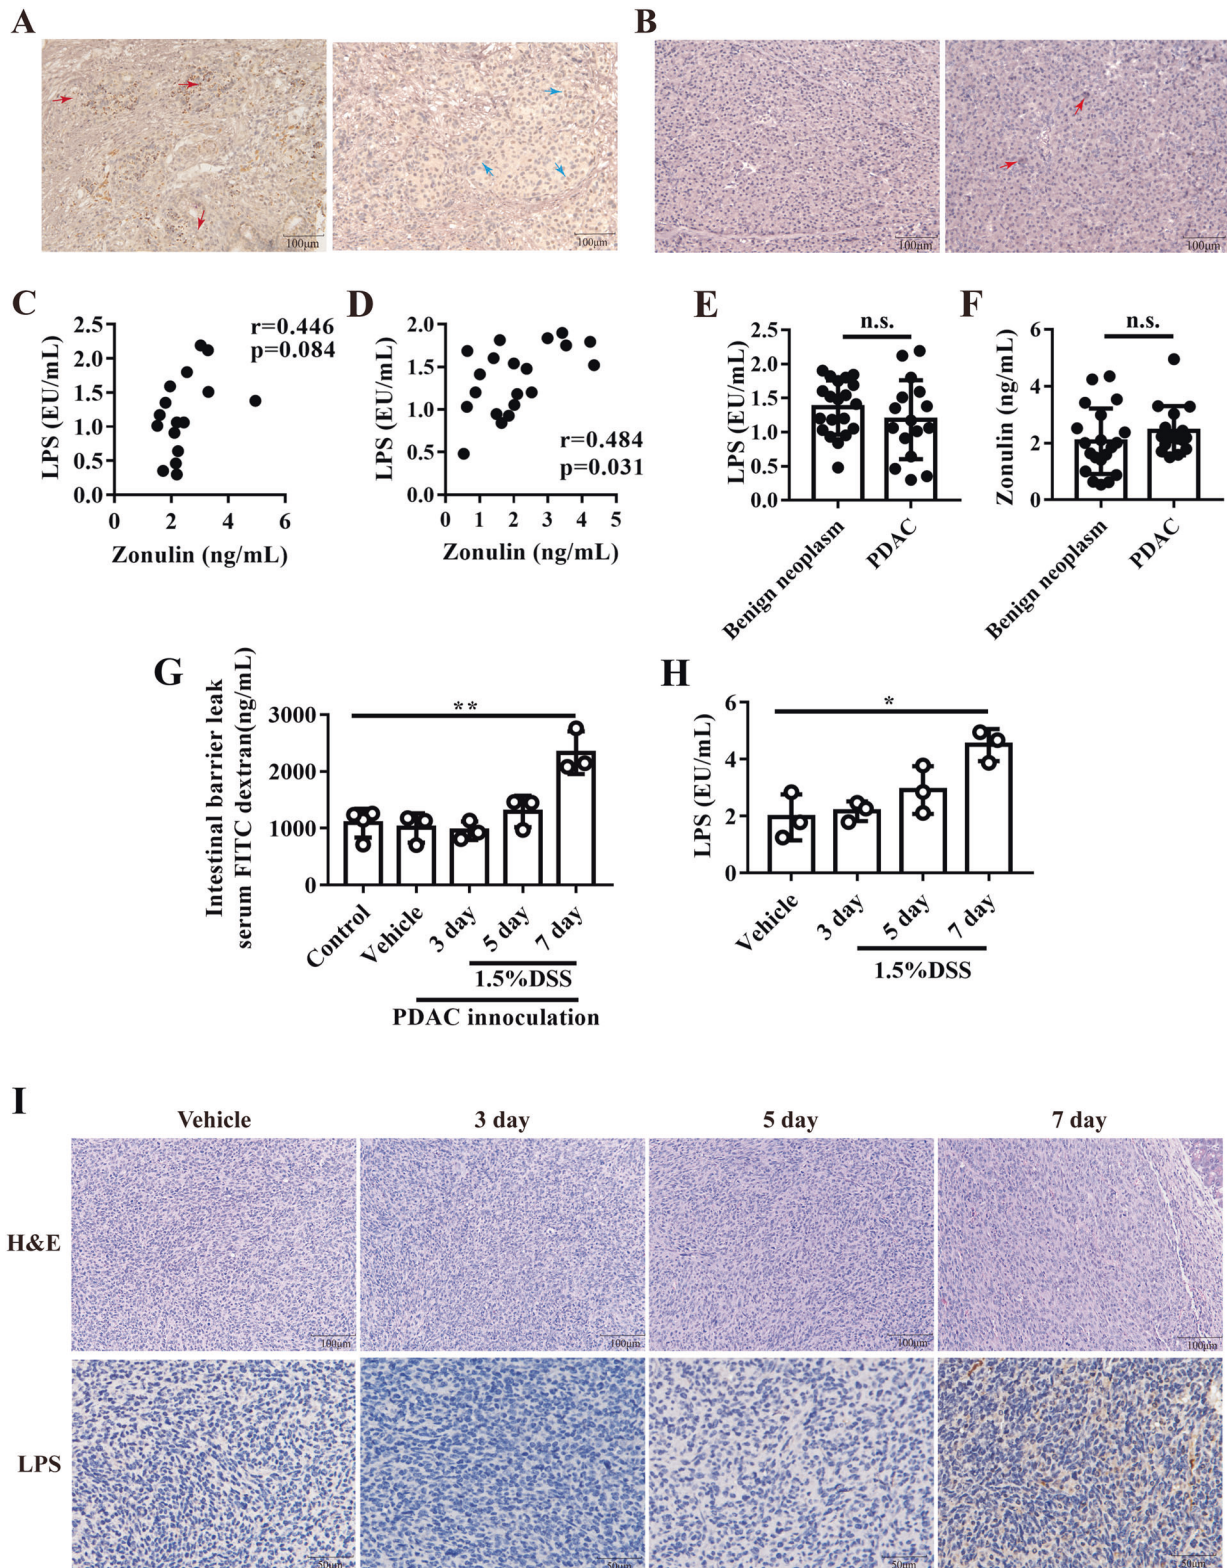 A
B
100μm
100μm
100μm
100μm
C
LPS (EU/mL)
2.5
2.0
1.5
1.0
0.5
0.0
0 2 4 6
Zonulin (ng/mL)
r=0.446
p=0.084
D
LPS (EU/mL)
2.0
1.5
1.0
0.5
0.0
0 1 2 3 4 5
Zonulin (ng/mL)
r=0.484
p=0.031
E
LPS (EU/mL)
2.5
2.0
1.5
1.0
0.5
0.0
n.s.
Benign neoplasm
PDAC
F
Zonulin (ng/mL)
6
4
2
0
n.s.
Benign neoplasm
PDAC
G
Intestinal barrier leak
serum FITC dextran(ng/mL)
3000
2000
1000
0
**
Control
Vehicle
3 day
5 day
7 day
1.5%DSS
PDAC innoculation
H
LPS (EU/mL)
6
4
2
0
*
Vehicle
3 day
5 day
7 day
1.5%DSS
I
Vehicle 3 day 5 day 7 day
H&E
100μm
100μm
100μm
100μm
LPS
50μm
50μm
50μm
50μm